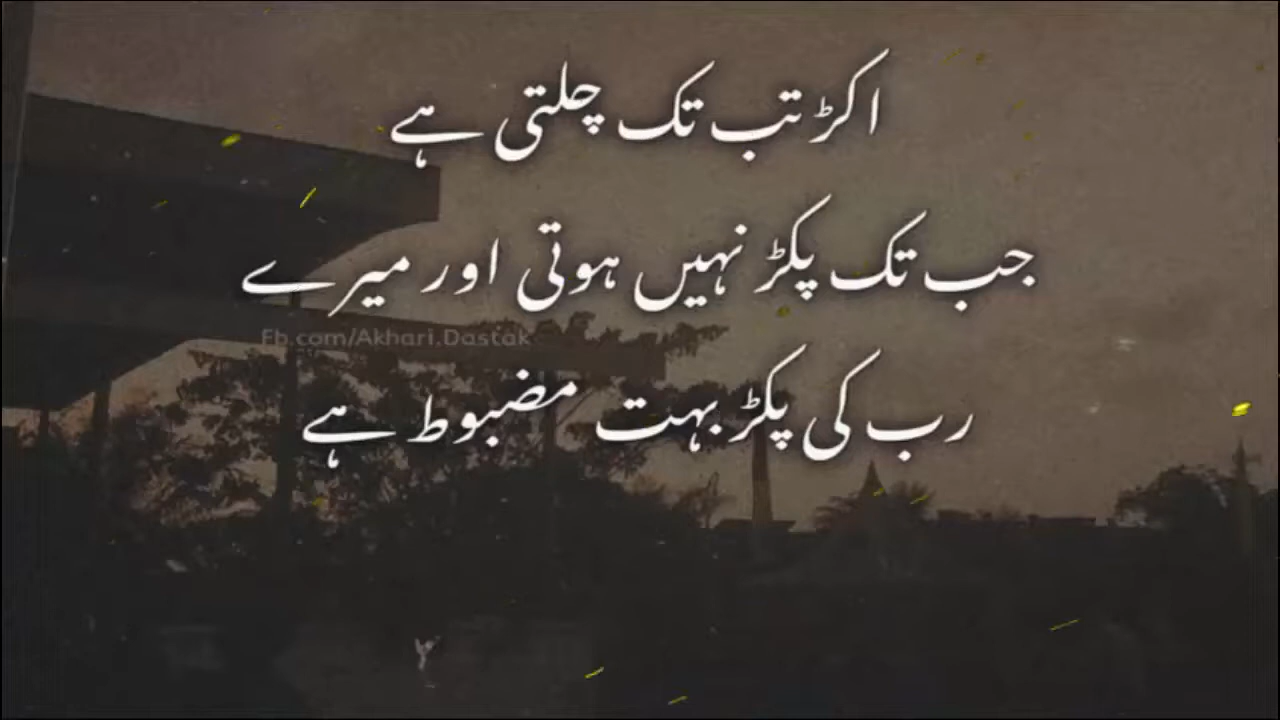 اکڑ تب تک چلتی ہے
جب تک پکڑ نہیں ہوتی اور میرے
Fb.com/Akhari.Dastak
رب کی پکڑ بہت مضبوط ہے